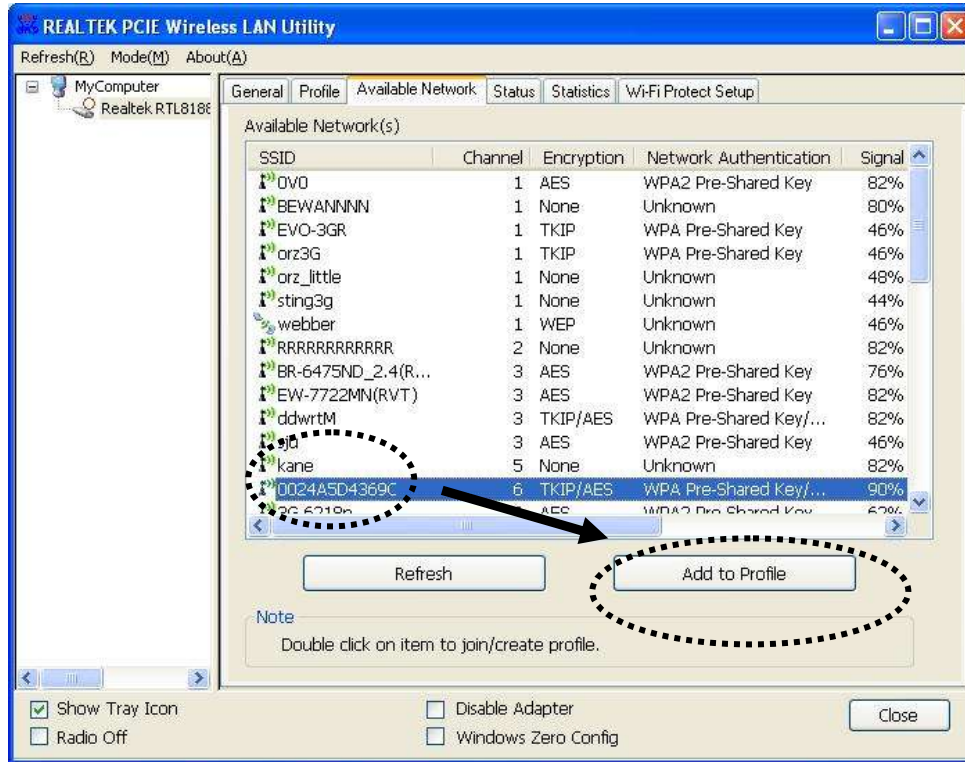 REALTEK PCIE Wireless LAN Utility
Refresh(R) Mode(M) About(A)
MyComputer
Realtek RTL8188
General Profile Available Network Status Statistics Wi-Fi Protect Setup
Available Network(s)
SSID Channel Encryption Network Authentication Signal
OVO 1 AES WPA2 Pre-Shared Key 82%
BEWANNNN 1 None Unknown 80%
EVO-3GR 1 TKIP WPA Pre-Shared Key 46%
orz3G 1 TKIP WPA Pre-Shared Key 46%
orz_little 1 None Unknown 48%
sting3g 1 None Unknown 44%
webber 1 WEP Unknown 46%
RRRRRRRRRRRR 2 None Unknown 82%
BR-6475ND_2.4(R... 3 AES WPA2 Pre-Shared Key 76%
EW-7722MN(RVT) 3 AES WPA2 Pre-Shared Key 82%
ddwrtM 3 TKIP/AES WPA Pre-Shared Key/... 82%
3 AES WPA2 Pre-Shared Key 46%
kane 5 None Unknown 82%
0024A5D4369C 6 TKIP/AES WPA Pre-Shared Key/... 90%
AES WPA2 Pre-Shared Key 62%
Refresh Add to Profile
Note
Double click on item to join/create profile.
Show Tray Icon Disable Adapter Close
Radio Off Windows Zero Config